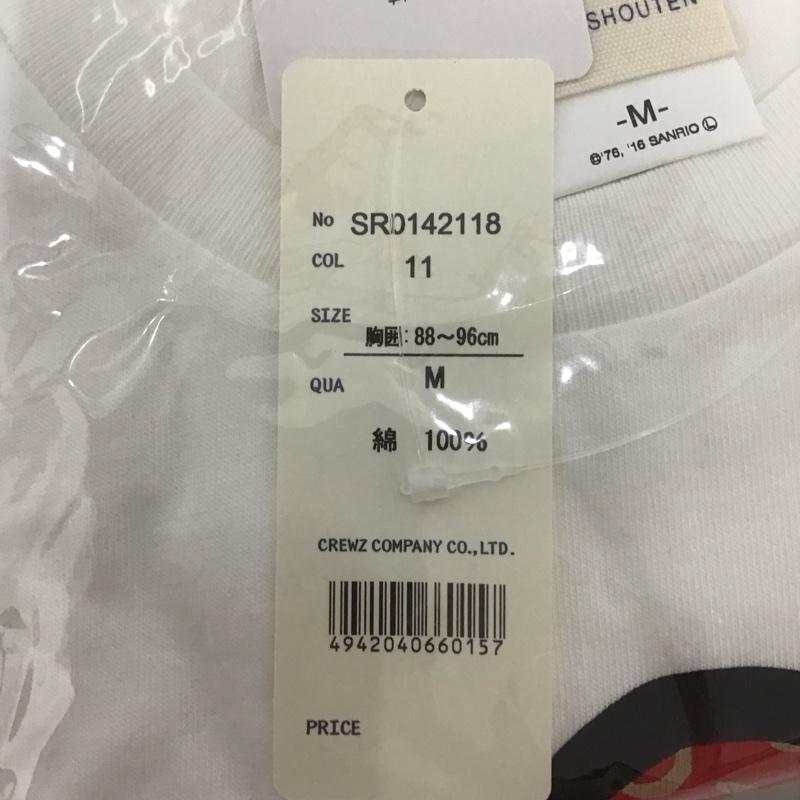 SHOUTEN
-M-
©'76, '16 SANRIO Ⓛ
No SR0142118
COL 11
SIZE
胸囲:88〜96cm
M
QUA
綿 100%
CREWZ COMPANY CO.,LTD.
4942040660157
PRICE